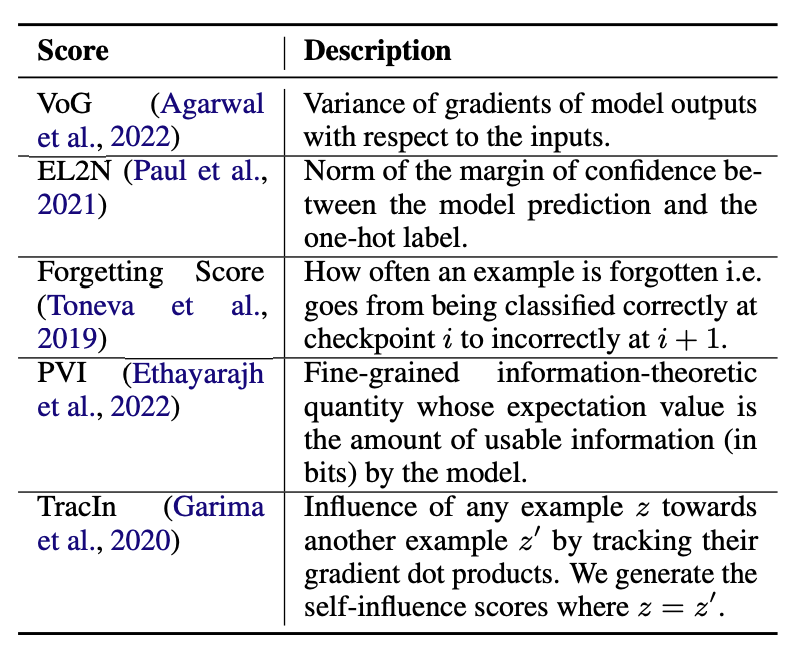 Score Description
VoG (Agarwal et al., 2022) Variance of gradients of model outputs
with respect to the inputs.
EL2N (Paul et al., 2021) Norm of the margin of confidence be-
tween the model prediction and the
one-hot label.
Forgetting Score (Toneva et al., 2019) How often an example is forgotten i.e.
goes from being classified correctly at
checkpoint i to incorrectly at i + 1.
PVI (Ethayarajh et al., 2022) Fine-grained information-theoretic
quantity whose expectation value is
the amount of usable information (in
bits) by the model.
TracIn (Garima et al., 2020) Influence of any example z towards
another example z′ by tracking their
gradient dot products. We generate the
self-influence scores where z = z′.